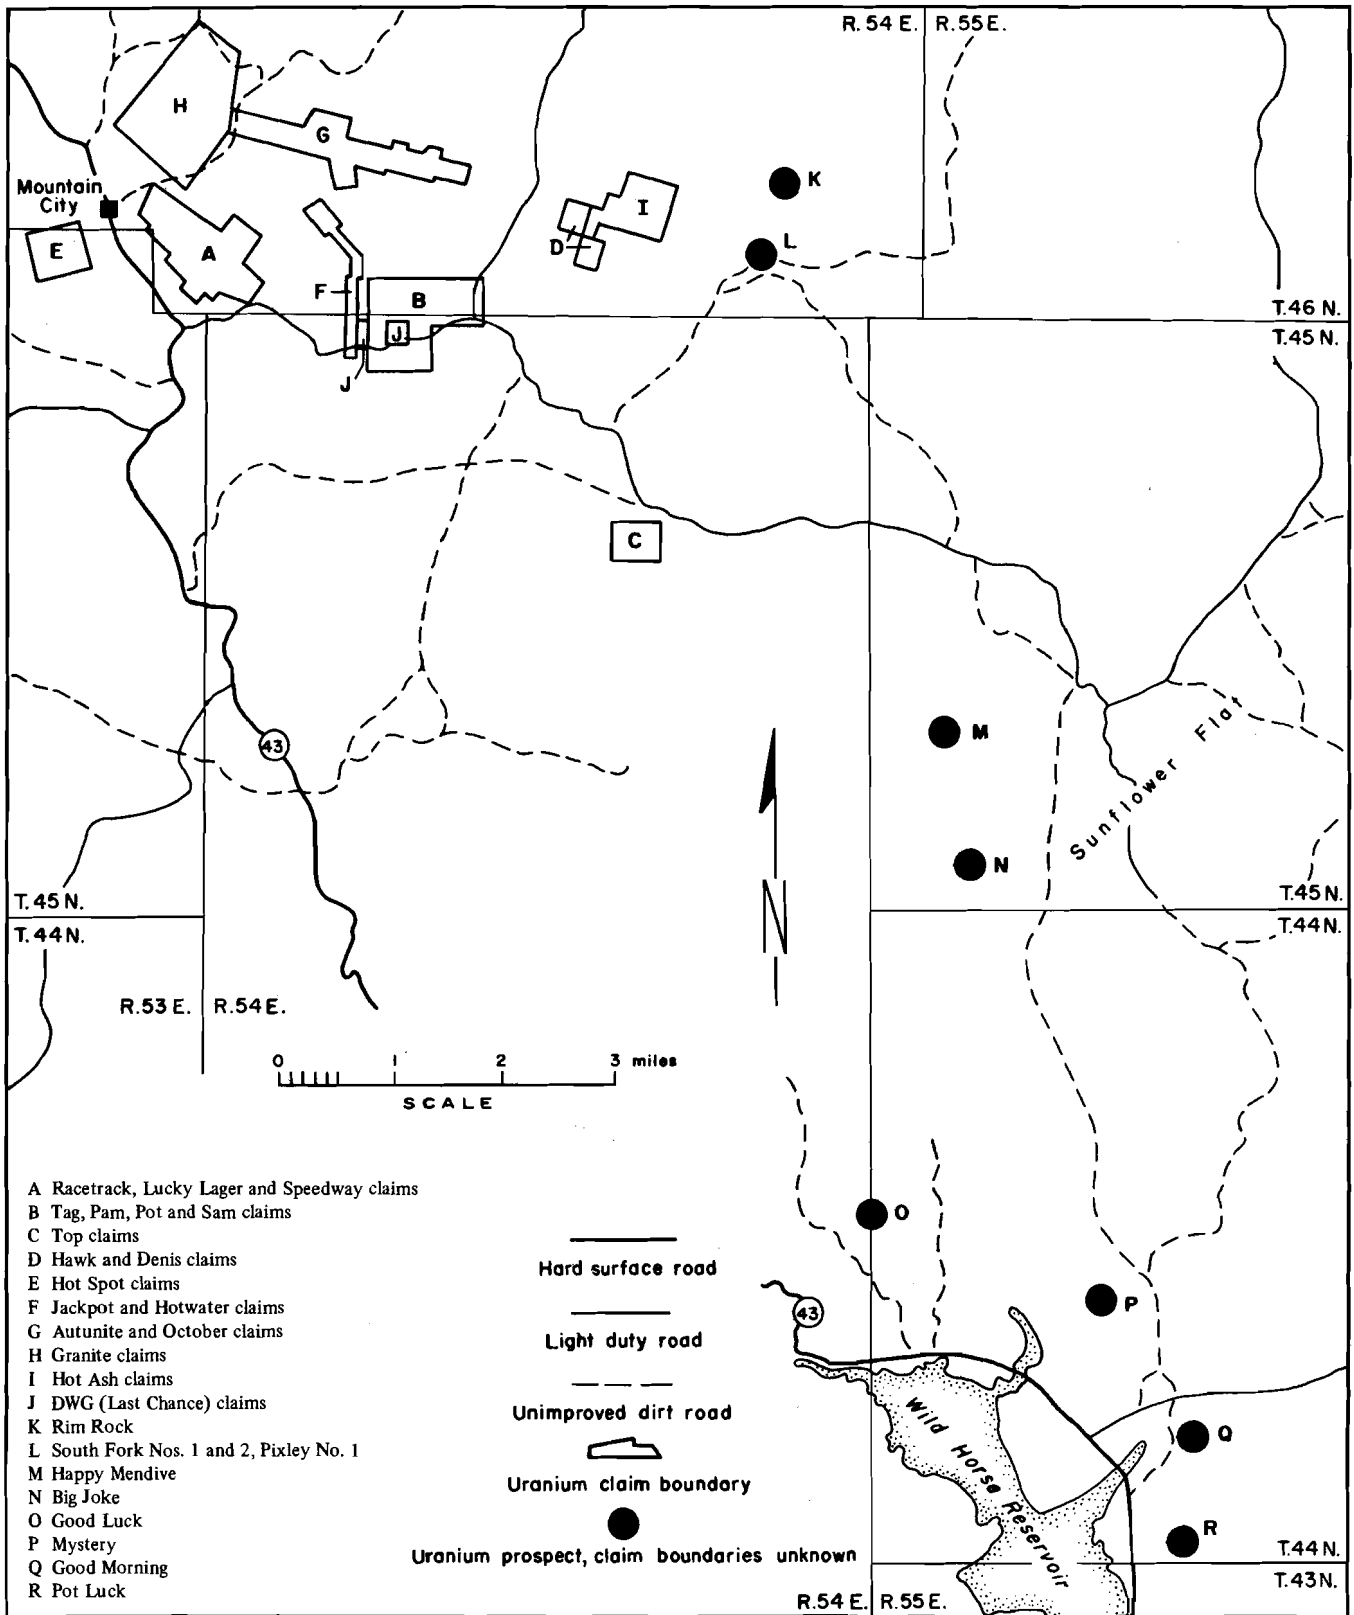 R. 54 E. R. 55 E.
H
G
K
Mountain
City
I
L
E
A
D
F
B
T. 46 N.
J
T. 45 N.
J
C
M
Sunflower Flat
43
N
T. 45 N.
T. 45 N.
T. 44 N.
T. 44 N.
N
R. 53 E. R. 54 E.
0 1 2 3 miles
SCALE
A Racetrack, Lucky Lager and Speedway claims
B Tag, Pam, Pot and Sam claims
C Top claims
D Hawk and Denis claims
E Hot Spot claims
F Jackpot and Hotwater claims
G Autunite and October claims
H Granite claims
I Hot Ash claims
J DWG (Last Chance) claims
K Rim Rock
L South Fork Nos. 1 and 2, Pixley No. 1
M Happy Mendive
N Big Joke
O Good Luck
P Mystery
Q Good Morning
R Pot Luck
Hard surface road
Light duty road
Unimproved dirt road
Uranium claim boundary
Uranium prospect, claim boundaries unknown
O
43
P
Wild Horse Reservoir
Q
R
T. 44 N.
T. 43 N.
R. 54 E. R. 55 E.